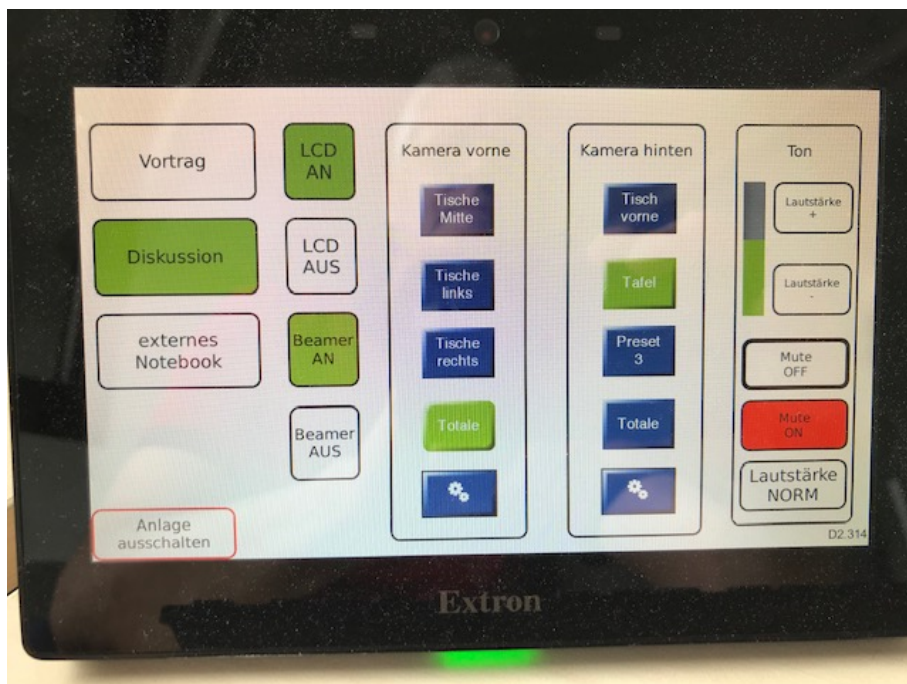 Vortrag
Diskussion
externes
Notebook
Anlage
ausschalten
LCD
AN
LCD
AUS
Beamer
AN
Beamer
AUS
Kamera vorne
Tische
Mitte
Tische
links
Tische
rechts
Totale
Kamera hinten
Tisch
vorne
Tafel
Preset
3
Totale
Ton
Lautstärke
+
Lautstärke
-
Mute
OFF
Mute
ON
Lautstärke
NORM
D2.314
Extron